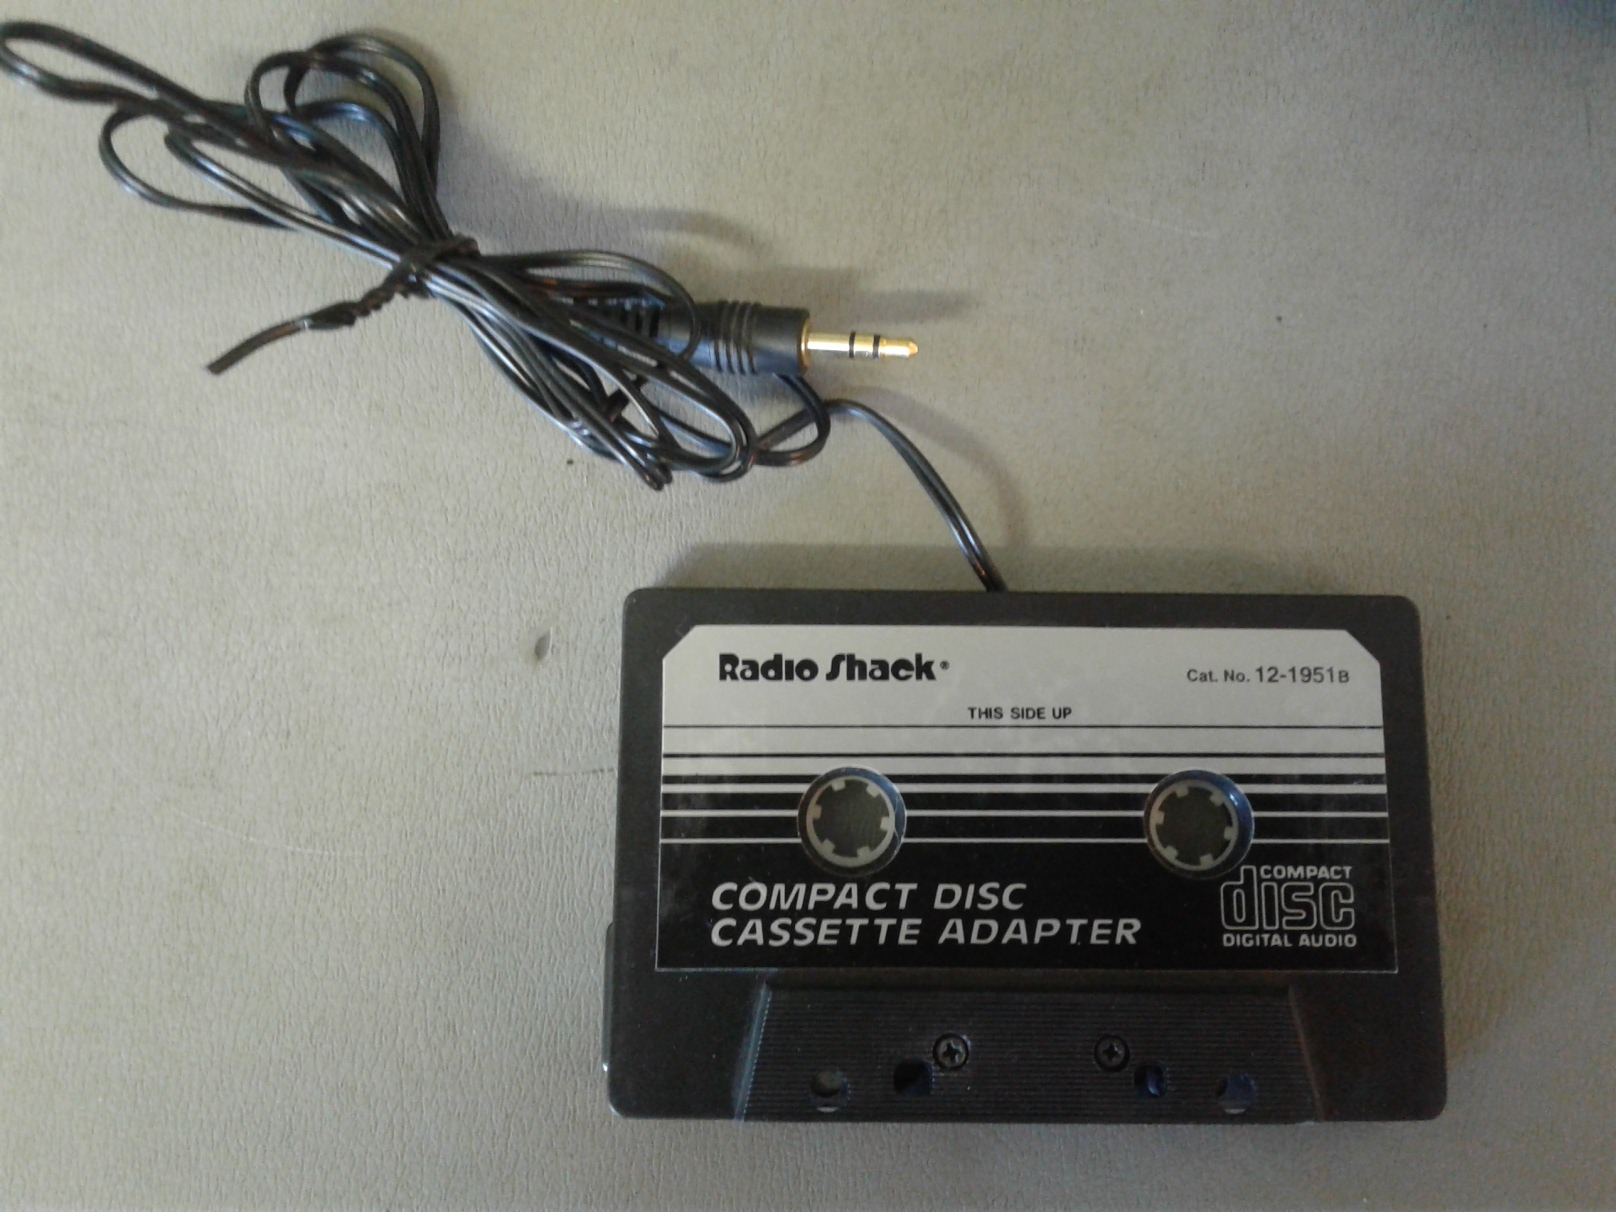 Radio Shack®
Cat. No. 12-1951B
THIS SIDE UP
COMPACT DISC
CASSETTE ADAPTER
COMPACT
disc
DIGITAL AUDIO